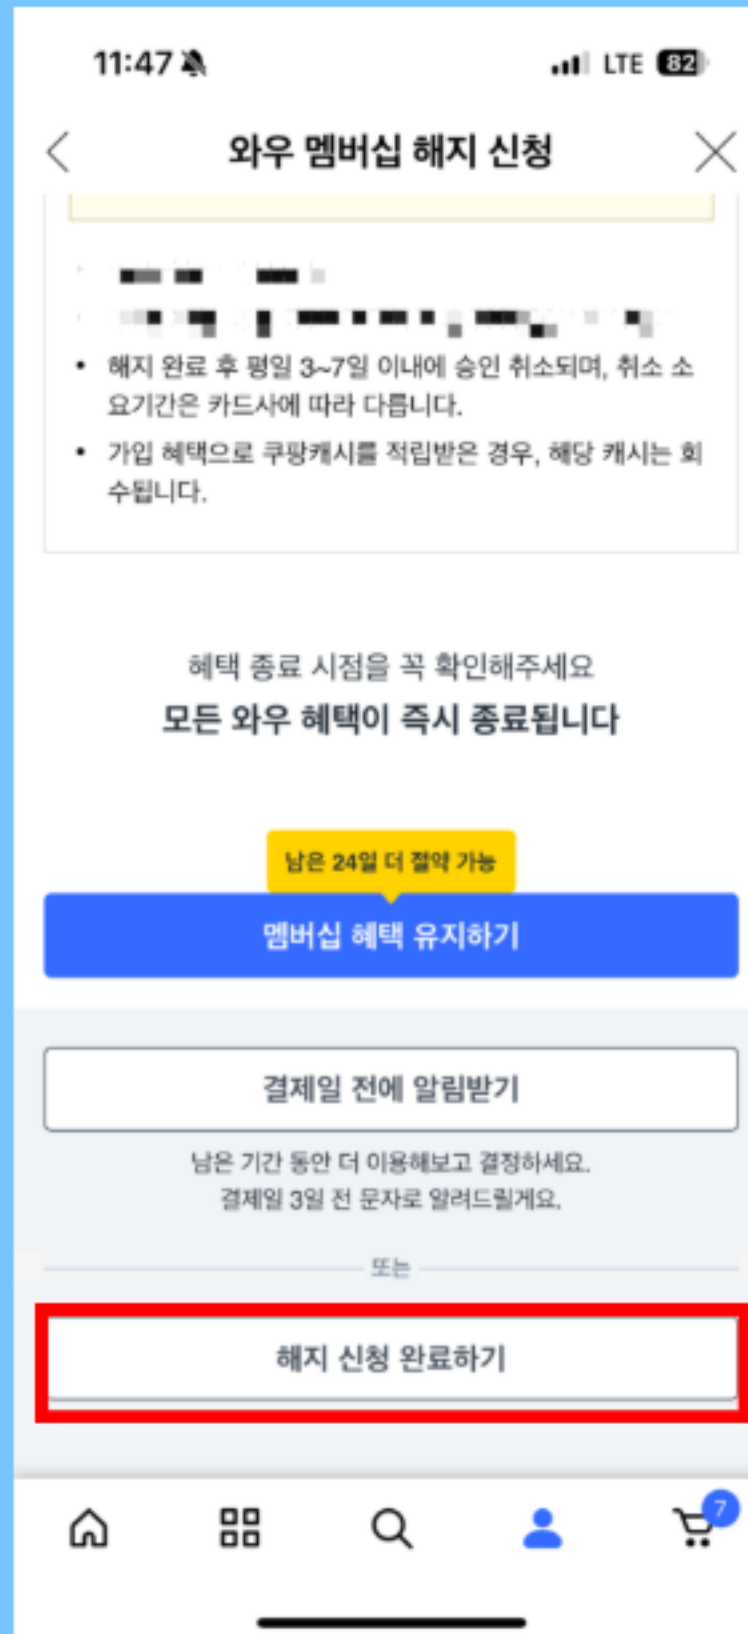 11:47
LTE 82
와우 멤버십 해지 신청
• 해지 완료 후 평일 3~7일 이내에 승인 취소되며, 취소 소
요기간은 카드사에 따라 다릅니다.
• 가입 혜택으로 쿠팡캐시를 적립받은 경우, 해당 캐시는 회
수됩니다.
혜택 종료 시점을 꼭 확인해주세요
모든 와우 혜택이 즉시 종료됩니다
남은 24일 더 절약 가능
멤버십 혜택 유지하기
결제일 전에 알림받기
남은 기간 동안 더 이용해보고 결정하세요.
결제일 3일 전 문자로 알려드릴게요.
또는
해지 신청 완료하기
7